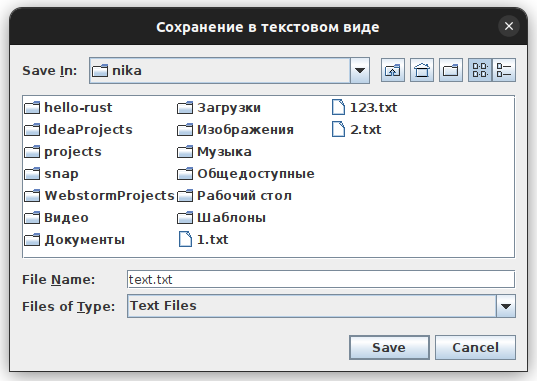 Сохранение в текстовом виде
Save In: nika
hello-rust Загрузки 123.txt
IdeaProjects Изображения 2.txt
projects Музыка
snap Общедоступные
WebstormProjects Рабочий стол
Видео Шаблоны
Документы 1.txt
File Name: text.txt
Files of Type: Text Files
Save Cancel